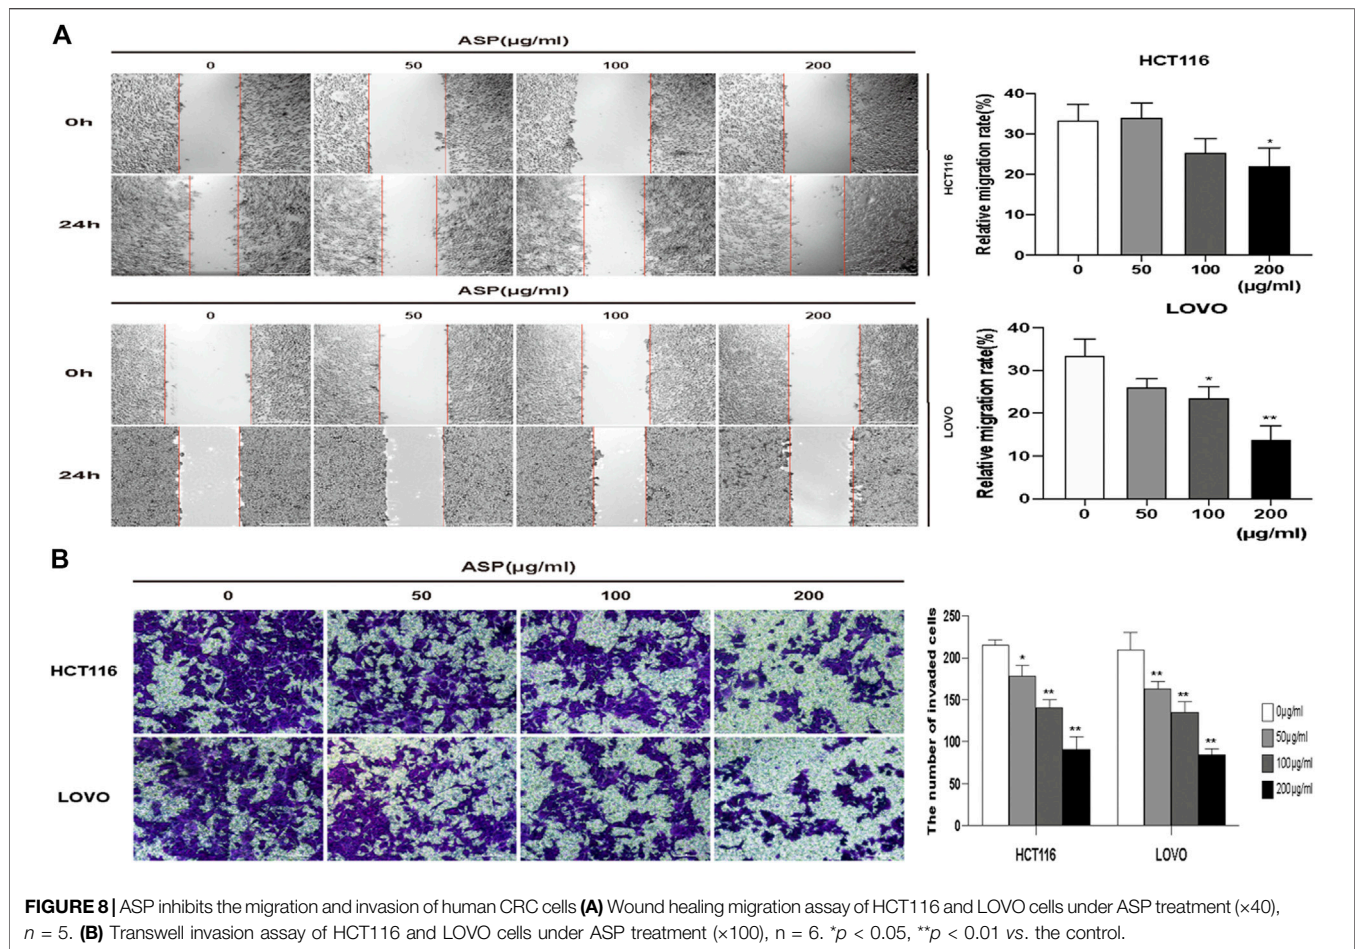 A
ASP(µg/ml)
0 50 100 200
0h
24h
HCT116
ASP(µg/ml)
0 50 100 200
0h
24h
LOVO
HCT116
Relative migration rate(%)
40
30
20
10
0
0 50 100 200
(µg/ml)
LOVO
Relative migration rate(%)
40
30
20
10
0
0 50 100 200
(µg/ml)
*
* **
B
ASP(µg/ml)
0 50 100 200
HCT116
LOVO
The number of invaded cells
250
200
150
100
50
0
* ** **
** ** **
HCT116 LOVO
0µg/ml
50µg/ml
100µg/ml
200µg/ml
FIGURE 8 | ASP inhibits the migration and invasion of human CRC cells (A) Wound healing migration assay of HCT116 and LOVO cells under ASP treatment (×40),
n = 5. (B) Transwell invasion assay of HCT116 and LOVO cells under ASP treatment (×100), n = 6. *p < 0.05, **p < 0.01 vs. the control.